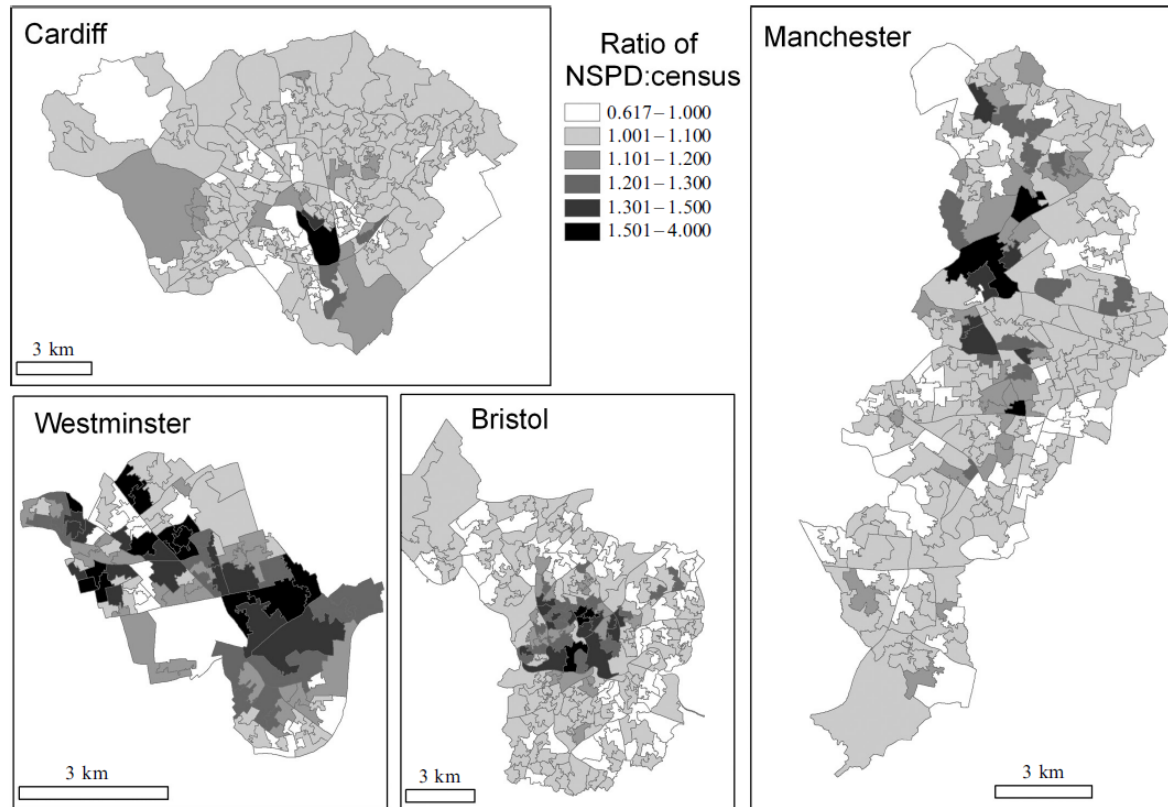 Cardiff
3 km
Ratio of
NSPD:census
0.617–1.000
1.001–1.100
1.101–1.200
1.201–1.300
1.301–1.500
1.501–4.000
Manchester
3 km
Westminster
3 km
Bristol
3 km